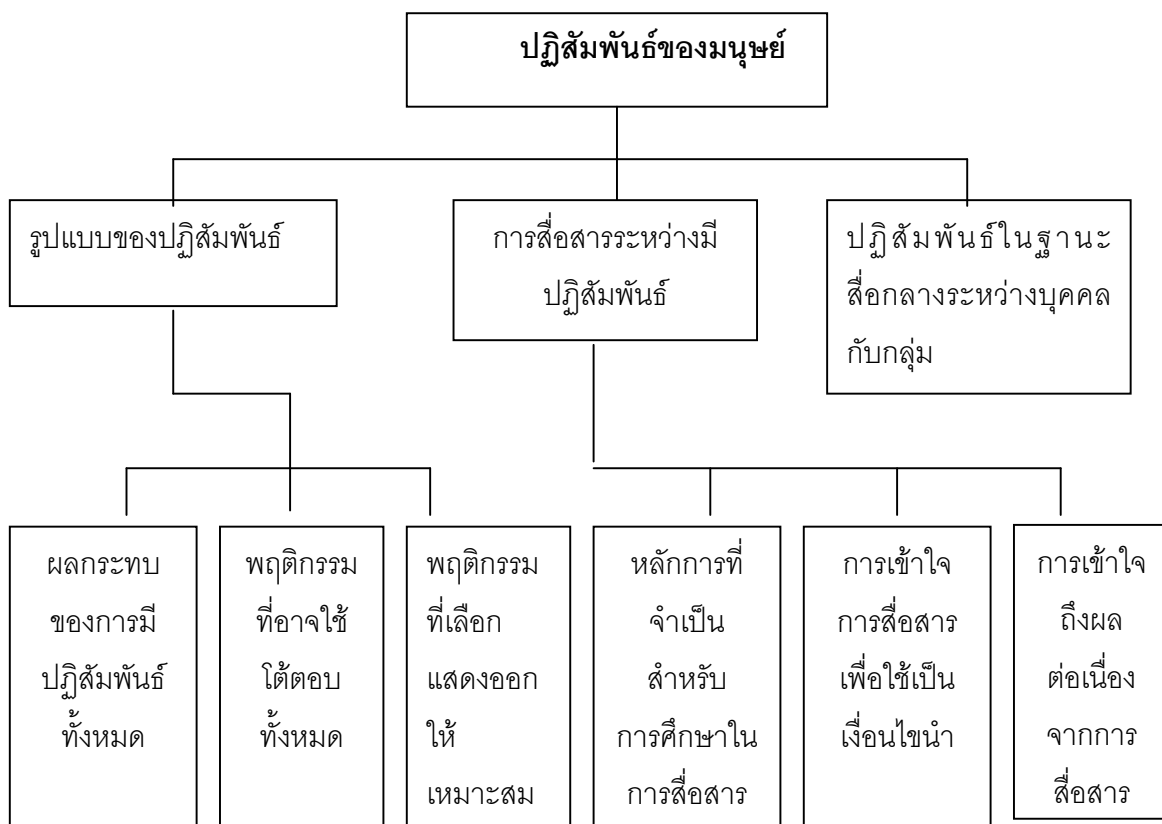 ปฏิสัมพันธ์ของมนุษย์
รูปแบบของปฏิสัมพันธ์
การสื่อสารระหว่างมี
ปฏิสัมพันธ์
ปฏิสัมพันธ์ในฐานะ
สื่อกลางระหว่างบุคคล
กับกลุ่ม
ผลกระทบ
ของการมี
ปฏิสัมพันธ์
ทั้งหมด
พฤติกรรม
ที่อาจใช้
โต้ตอบ
ทั้งหมด
พฤติกรรม
ที่เลือก
แสดงออก
ให้
เหมาะสม
หลักการที่
จำเป็น
สำหรับ
การศึกษาใน
การสื่อสาร
การเข้าใจ
การสื่อสาร
เพื่อใช้เป็น
เงื่อนไขนำ
การเข้าใจ
ถึงผล
ต่อเนื่อง
จากการ
สื่อสาร